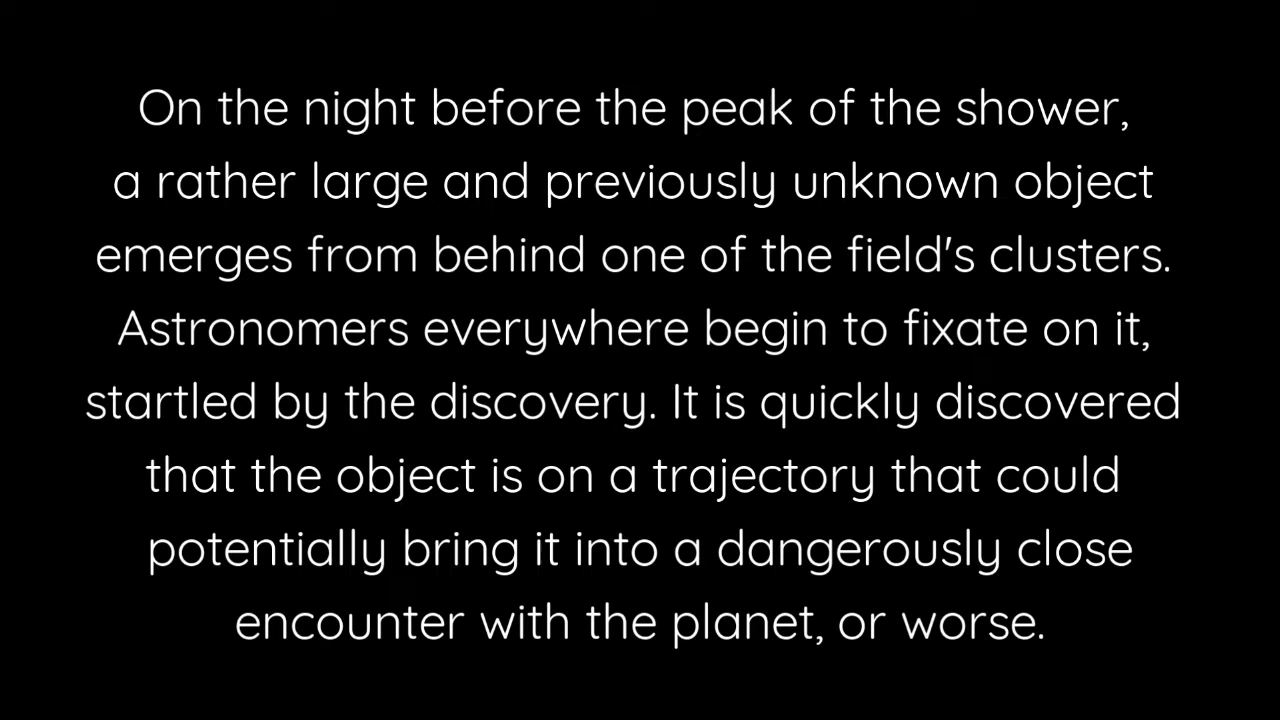 On the night before the peak of the shower,
a rather large and previously unknown object
emerges from behind one of the field's clusters.
Astronomers everywhere begin to fixate on it,
startled by the discovery. It is quickly discovered
that the object is on a trajectory that could
potentially bring it into a dangerously close
encounter with the planet, or worse.